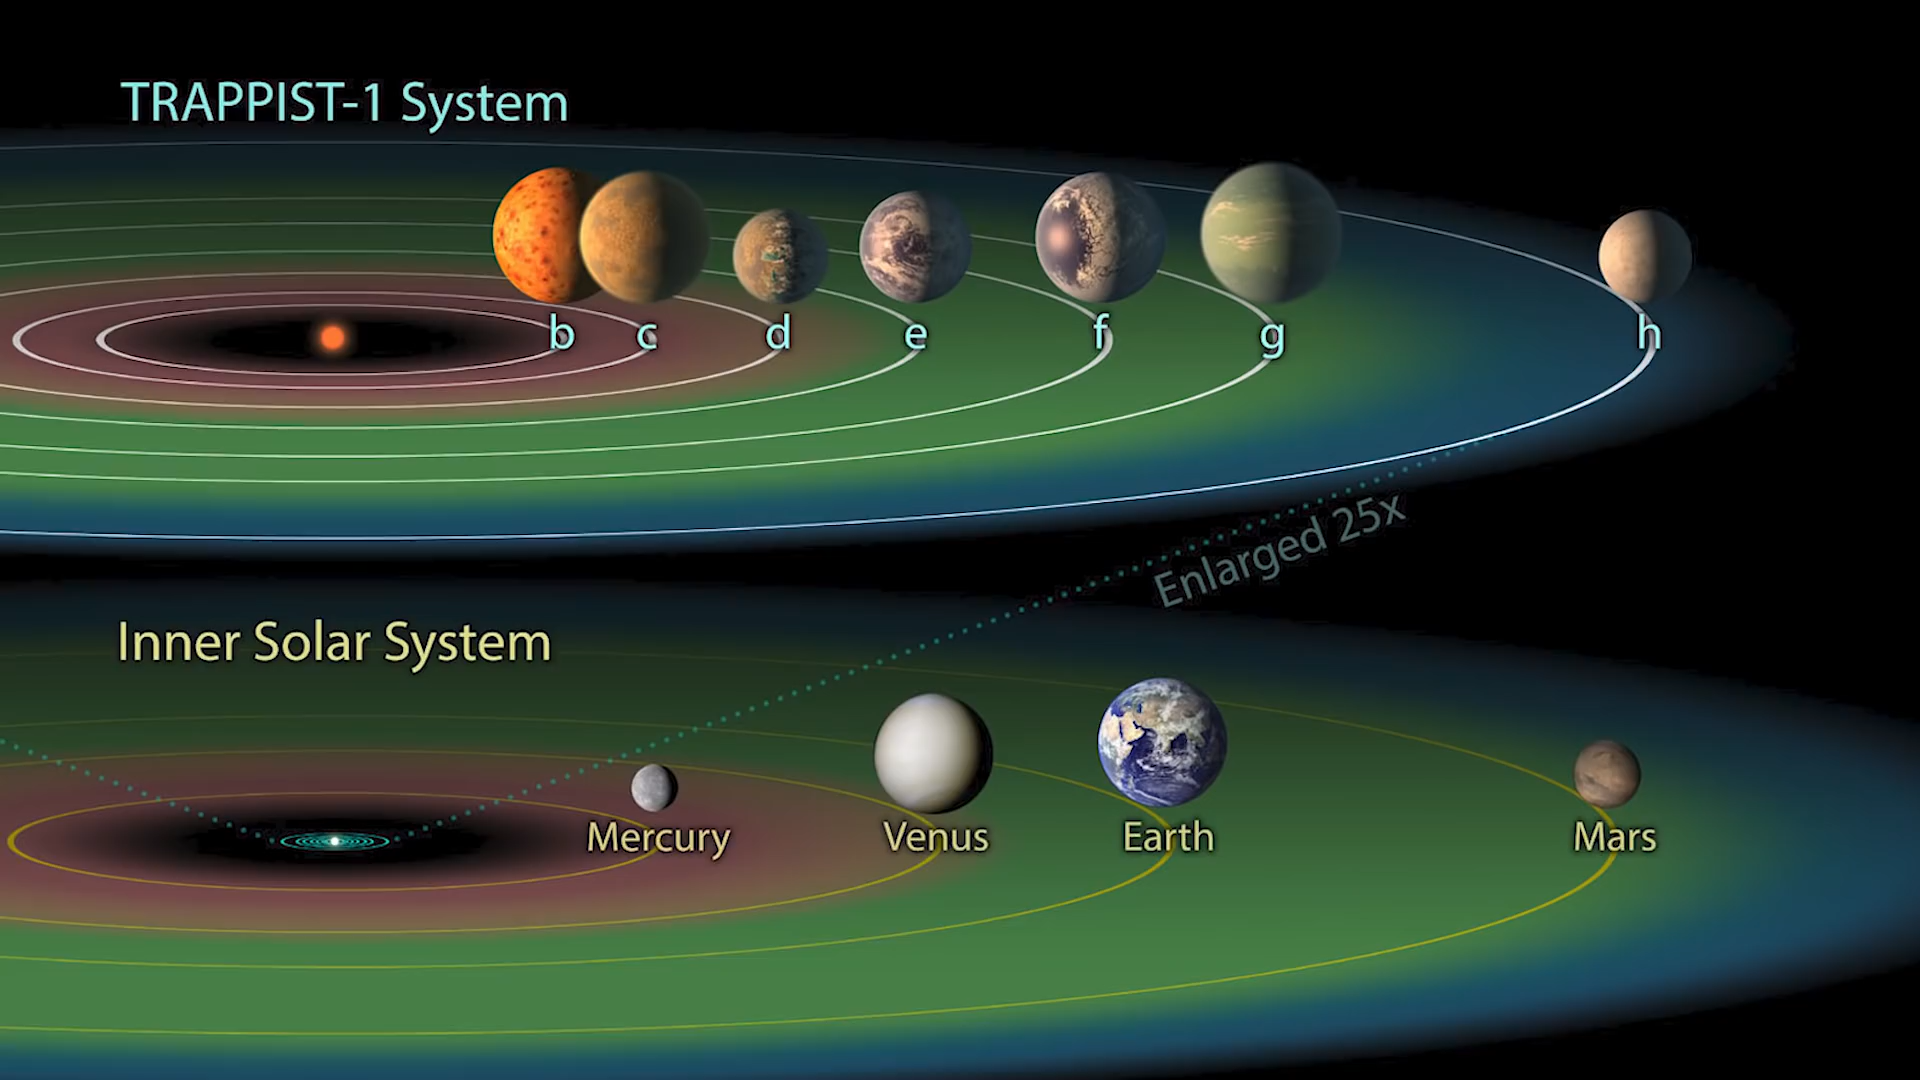 TRAPPIST-1 System
b c d e f g h
Enlarged 25x
Inner Solar System
Mercury Venus Earth Mars